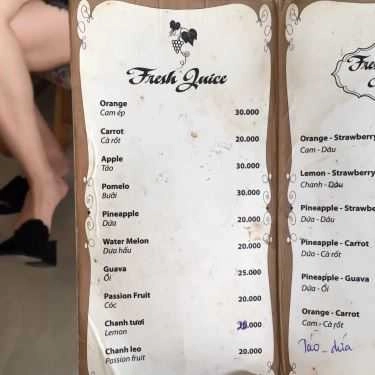 Fresh Juice
Orange
Cam ép 30.000
Carrot
Cà rốt 20.000
Apple
Táo 30.000
Pomelo
Bưởi 30.000
Pineapple
Dứa 20.000
Water Melon
Dưa hấu 20.000
Guava
Ổi 25.000
Passion Fruit
Cóc 20.000
Chanh tươi
Lemon .000
Chanh leo
Passion fruit 20.000
Orange - Strawberry
Cam - Dâu
Lemon - Strawberry
Chanh - Dâu
Pineapple - Strawbe
Dứa - Dâu
Pineapple - Carrot
Dứa - Cà rốt
Pineapple - Guava
Dứa - Ổi
Orange - Carrot
Cam - Cà rốt
Táo - dứa